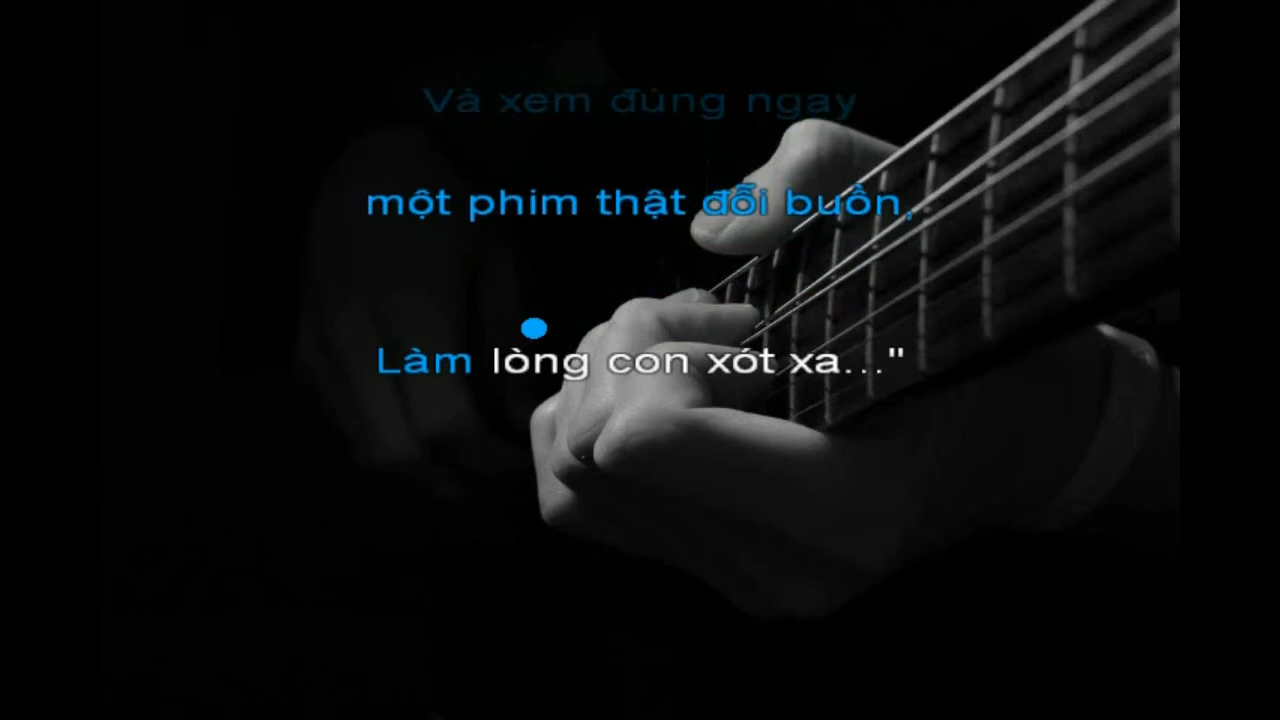 Và xem đúng ngay
một phim thật đỗi buồn,
Làm lòng con xót xa..."